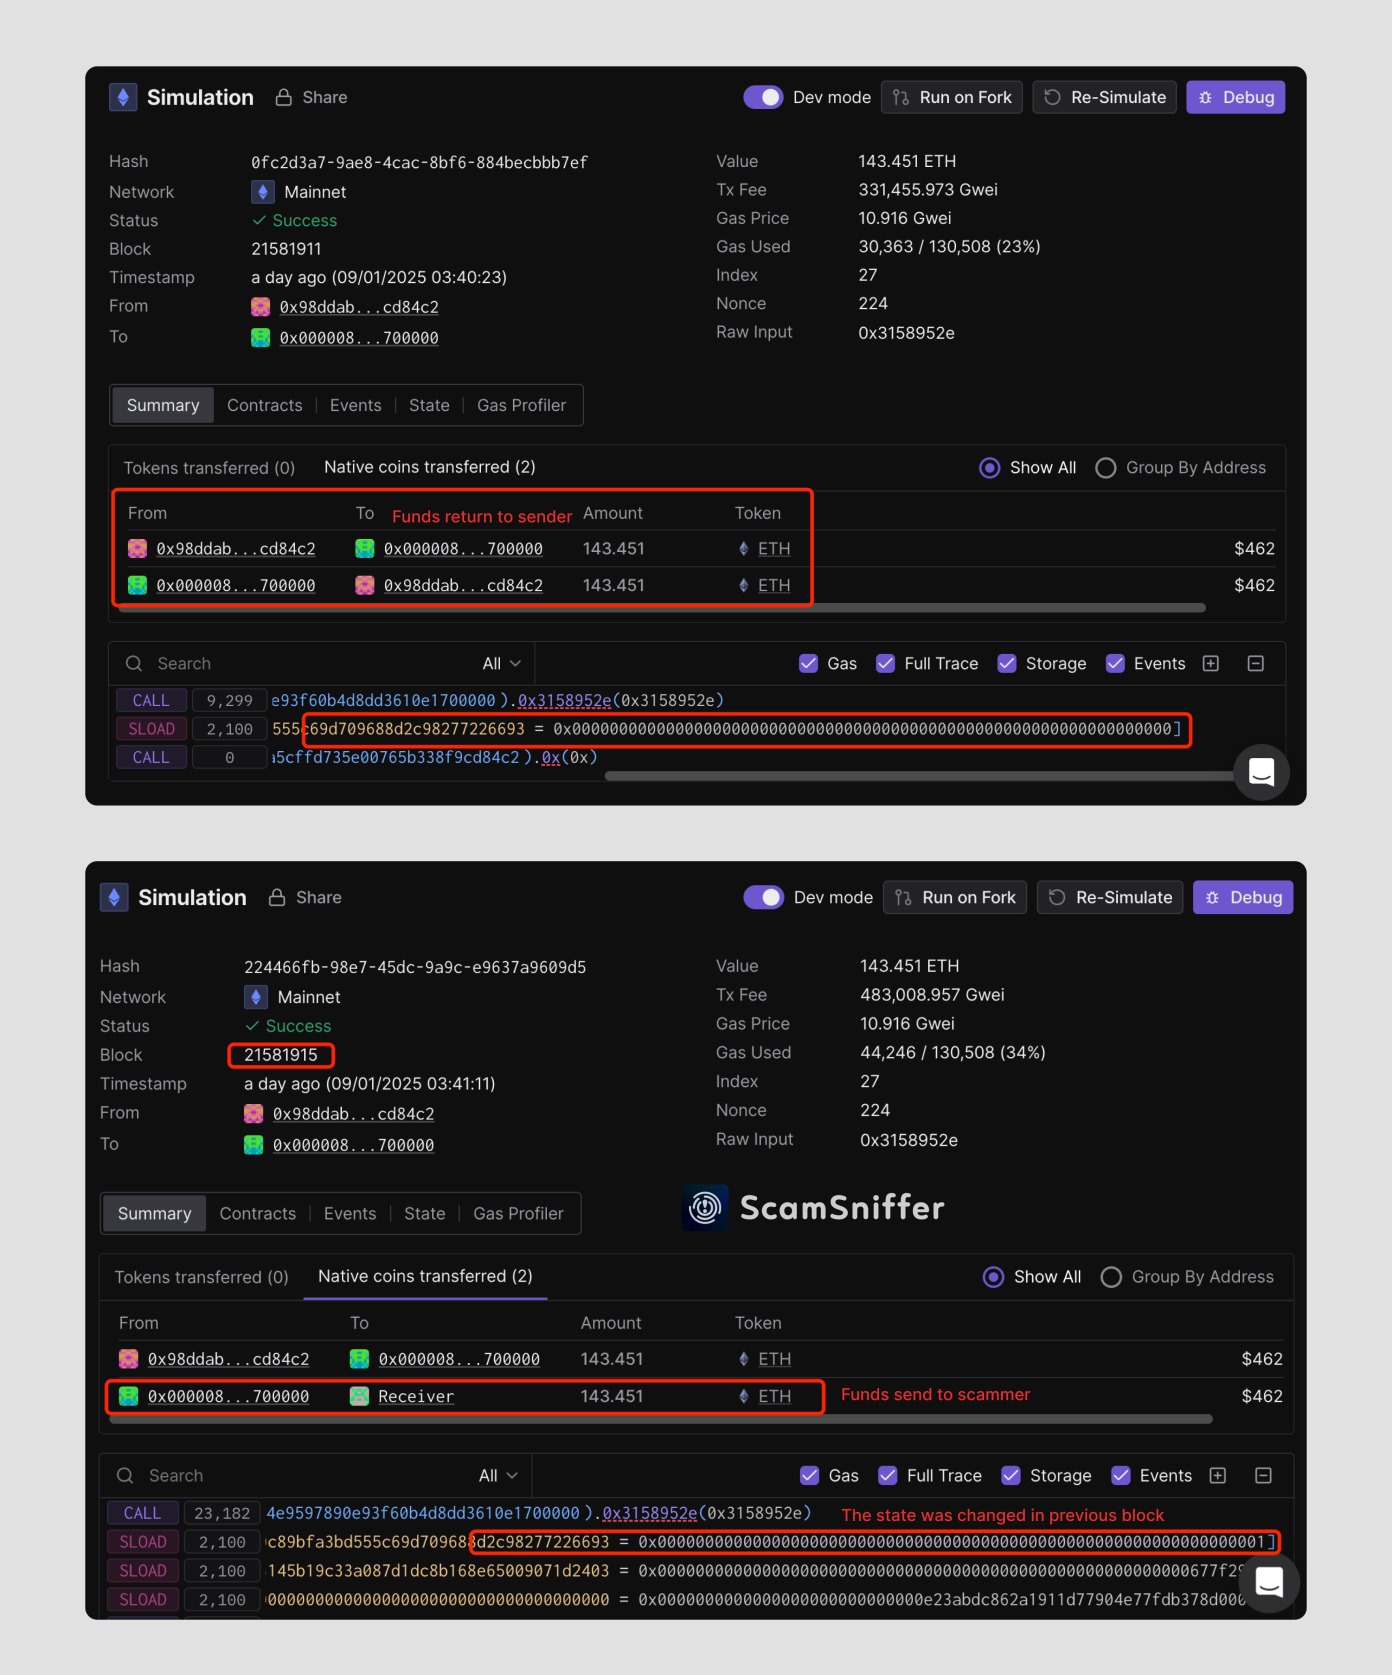 Simulation Share Dev mode Run on Fork Re-Simulate Debug
Hash 0fc2d3a7-9ae8-4cac-8bf6-884becbbb7ef Value 143.451 ETH
Network Mainnet Tx Fee 331,455.973 Gwei
Status Success Gas Price 10.916 Gwei
Block 21581911 Gas Used 30,363 / 130,508 (23%)
Timestamp a day ago (09/01/2025 03:40:23) Index 27
From 0x98ddab...cd84c2 Nonce 224
To 0x000008...700000 Raw Input 0x3158952e
Summary Contracts Events State Gas Profiler
Tokens transferred (0) Native coins transferred (2) Show All Group By Address
From To Funds return to sender Amount Token
0x98ddab...cd84c2 0x000008...700000 143.451 ETH $462
0x000008...700000 0x98ddab...cd84c2 143.451 ETH $462
Search All Gas Full Trace Storage Events
CALL 9,299 e93f60b4d8dd3610e1700000 ).0x3158952e(0x3158952e)
SLOAD 2,100 555c69d709688d2c98277226693 = 0x0000000000000000000000000000000000000000000000000000000000000000]
CALL 0 a5cffd735e00765b338f9cd84c2 ).0x(0x)
Simulation Share Dev mode Run on Fork Re-Simulate Debug
Hash 224466fb-98e7-45dc-9a9c-e9637a9609d5 Value 143.451 ETH
Network Mainnet Tx Fee 483,008.957 Gwei
Status Success Gas Price 10.916 Gwei
Block 21581915 Gas Used 44,246 / 130,508 (34%)
Timestamp a day ago (09/01/2025 03:41:11) Index 27
From 0x98ddab...cd84c2 Nonce 224
To 0x000008...700000 Raw Input 0x3158952e
Summary Contracts Events State Gas Profiler ScamSniffer
Tokens transferred (0) Native coins transferred (2) Show All Group By Address
From To Amount Token
0x98ddab...cd84c2 0x000008...700000 143.451 ETH $462
0x000008...700000 Receiver 143.451 ETH Funds send to scammer $462
Search All Gas Full Trace Storage Events
CALL 23,182 4e9597890e93f60b4d8dd3610e1700000 ).0x3158952e(0x3158952e) The state was changed in previous block
SLOAD 2,100 c89bfa3bd555c69d709688d2c98277226693 = 0x0000000000000000000000000000000000000000000000000000000000000001]
SLOAD 2,100 145b19c33a087d1dc8b168e65009071d2403 = 0x00000000000000000000000000000000000000000000000000000000677f29
SLOAD 2,100 000000000000000000000000000000000000 = 0x000000000000000000000000e23abdc862a1911d77904e77fdb378d000